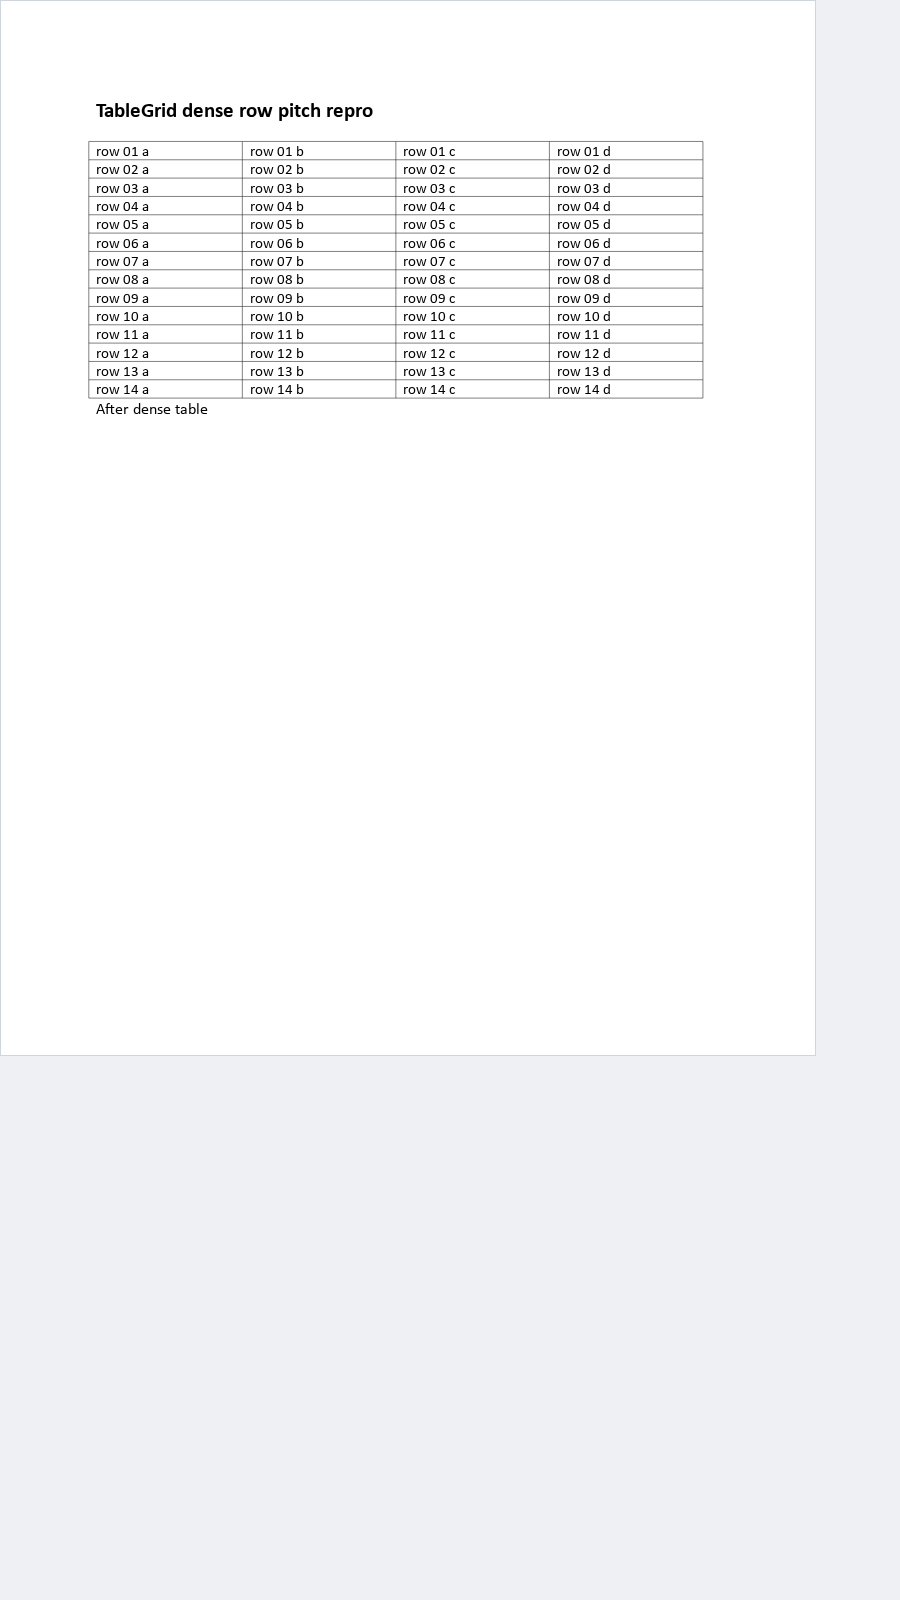 TableGrid dense row pitch repro
row 01 a row 01 b row 01 c row 01 d
row 02 a row 02 b row 02 c row 02 d
row 03 a row 03 b row 03 c row 03 d
row 04 a row 04 b row 04 c row 04 d
row 05 a row 05 b row 05 c row 05 d
row 06 a row 06 b row 06 c row 06 d
row 07 a row 07 b row 07 c row 07 d
row 08 a row 08 b row 08 c row 08 d
row 09 a row 09 b row 09 c row 09 d
row 10 a row 10 b row 10 c row 10 d
row 11 a row 11 b row 11 c row 11 d
row 12 a row 12 b row 12 c row 12 d
row 13 a row 13 b row 13 c row 13 d
row 14 a row 14 b row 14 c row 14 d
After dense table